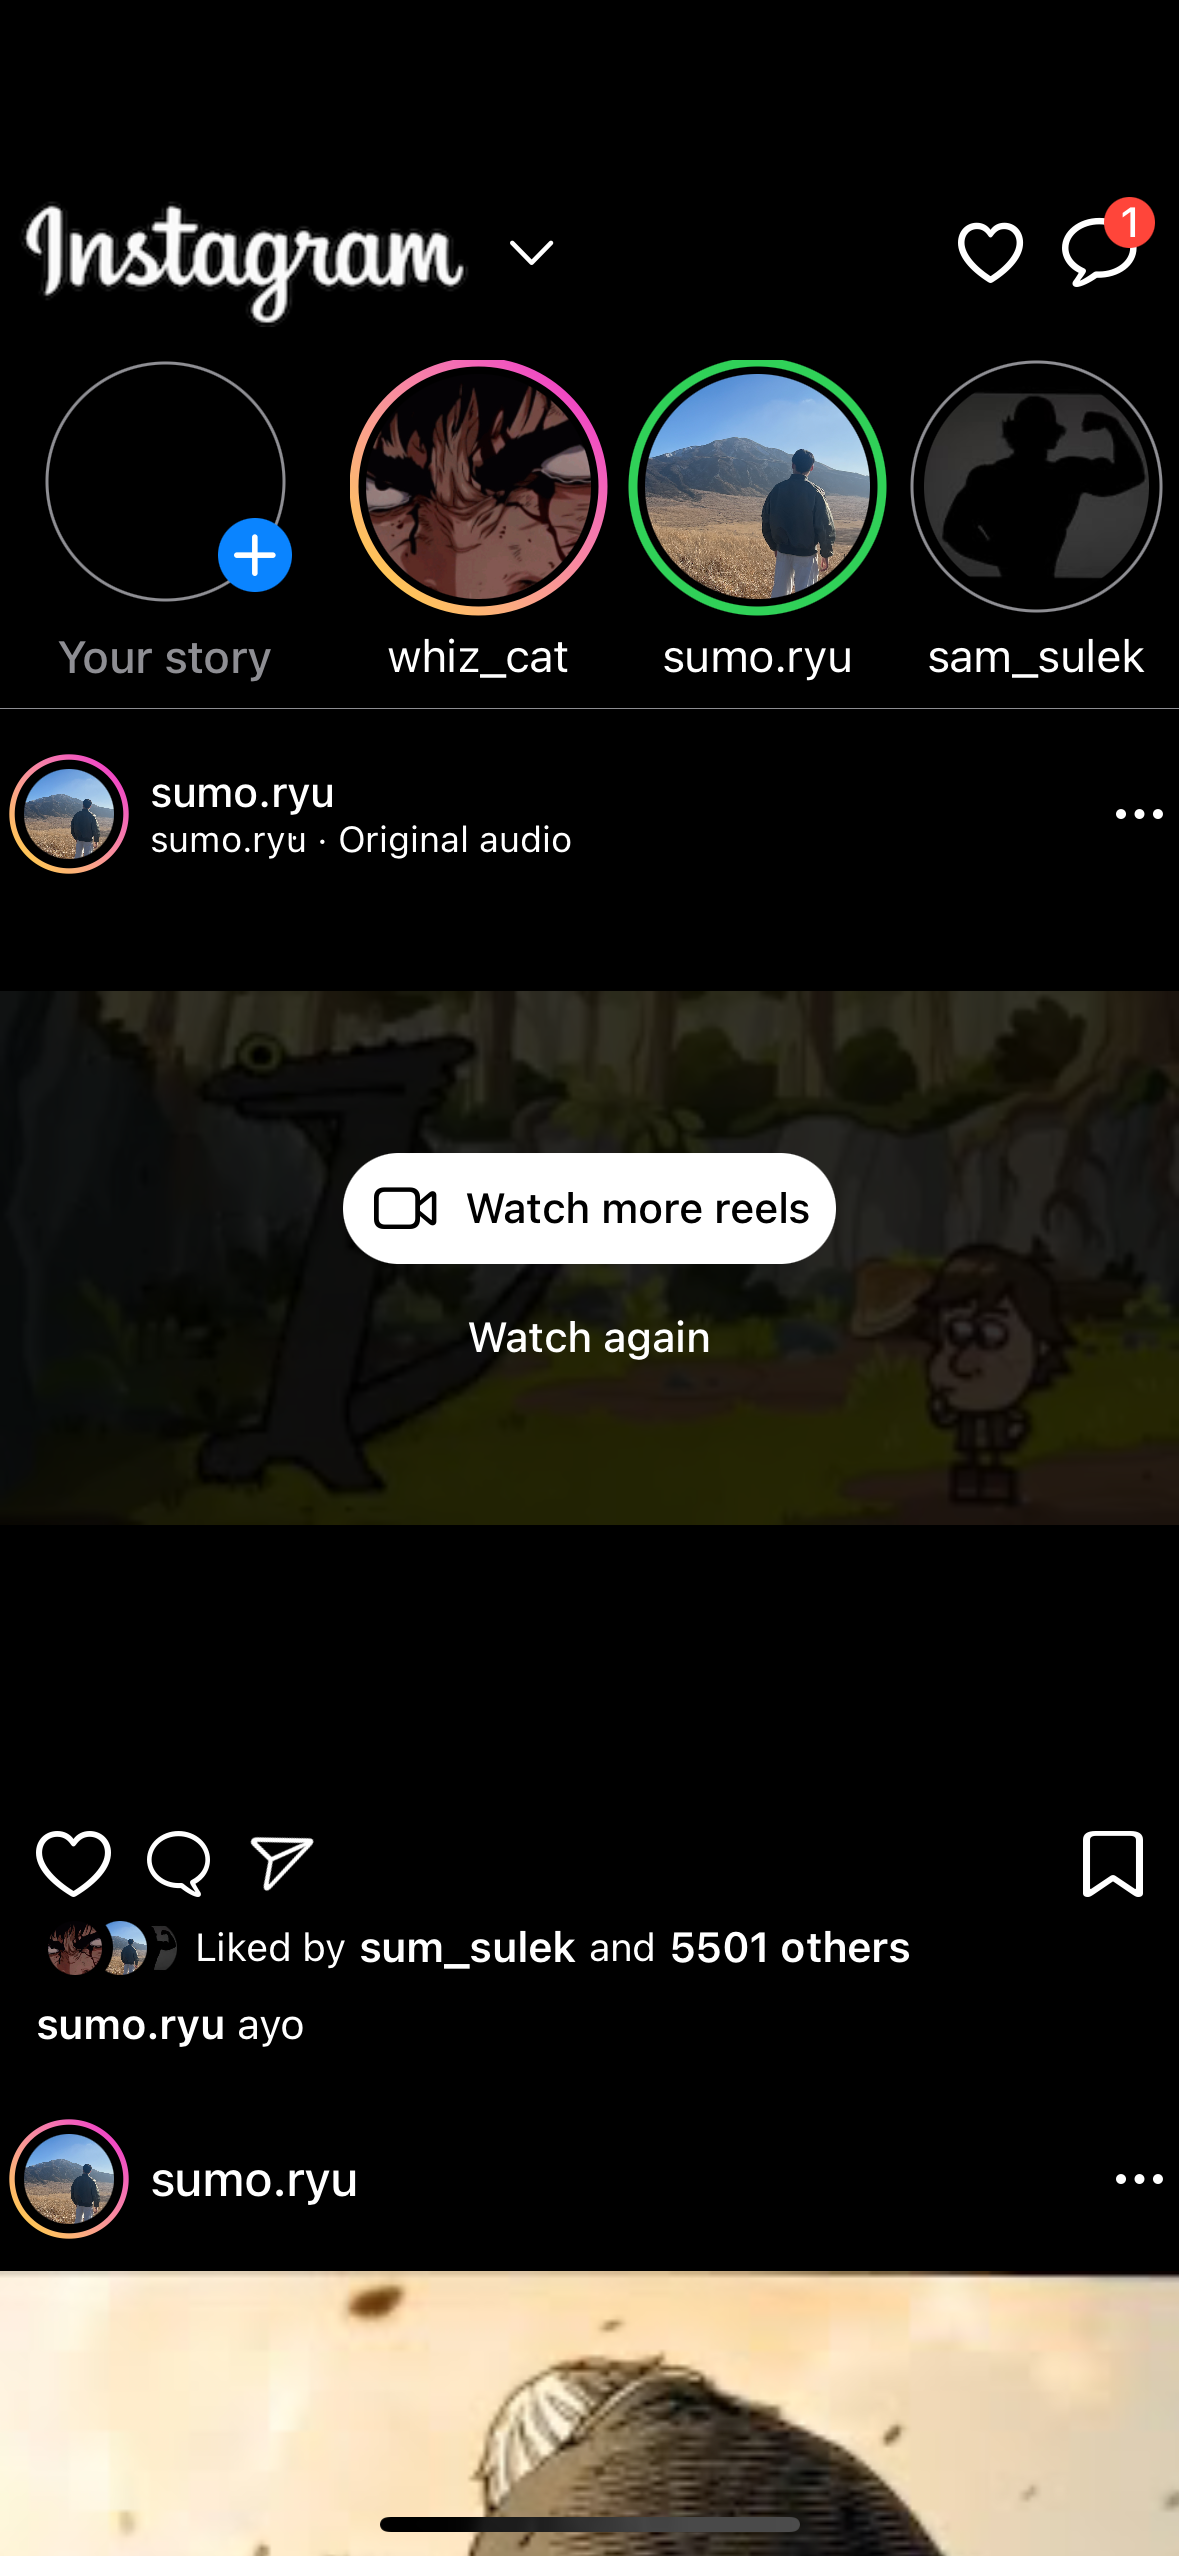 Instagram
1
Your story
whiz_cat
sumo.ryu
sam_sulek
sumo.ryu
sumo.ryu · Original audio
Watch more reels
Watch again
Liked by sum_sulek and 5501 others
sumo.ryu ayo
sumo.ryu